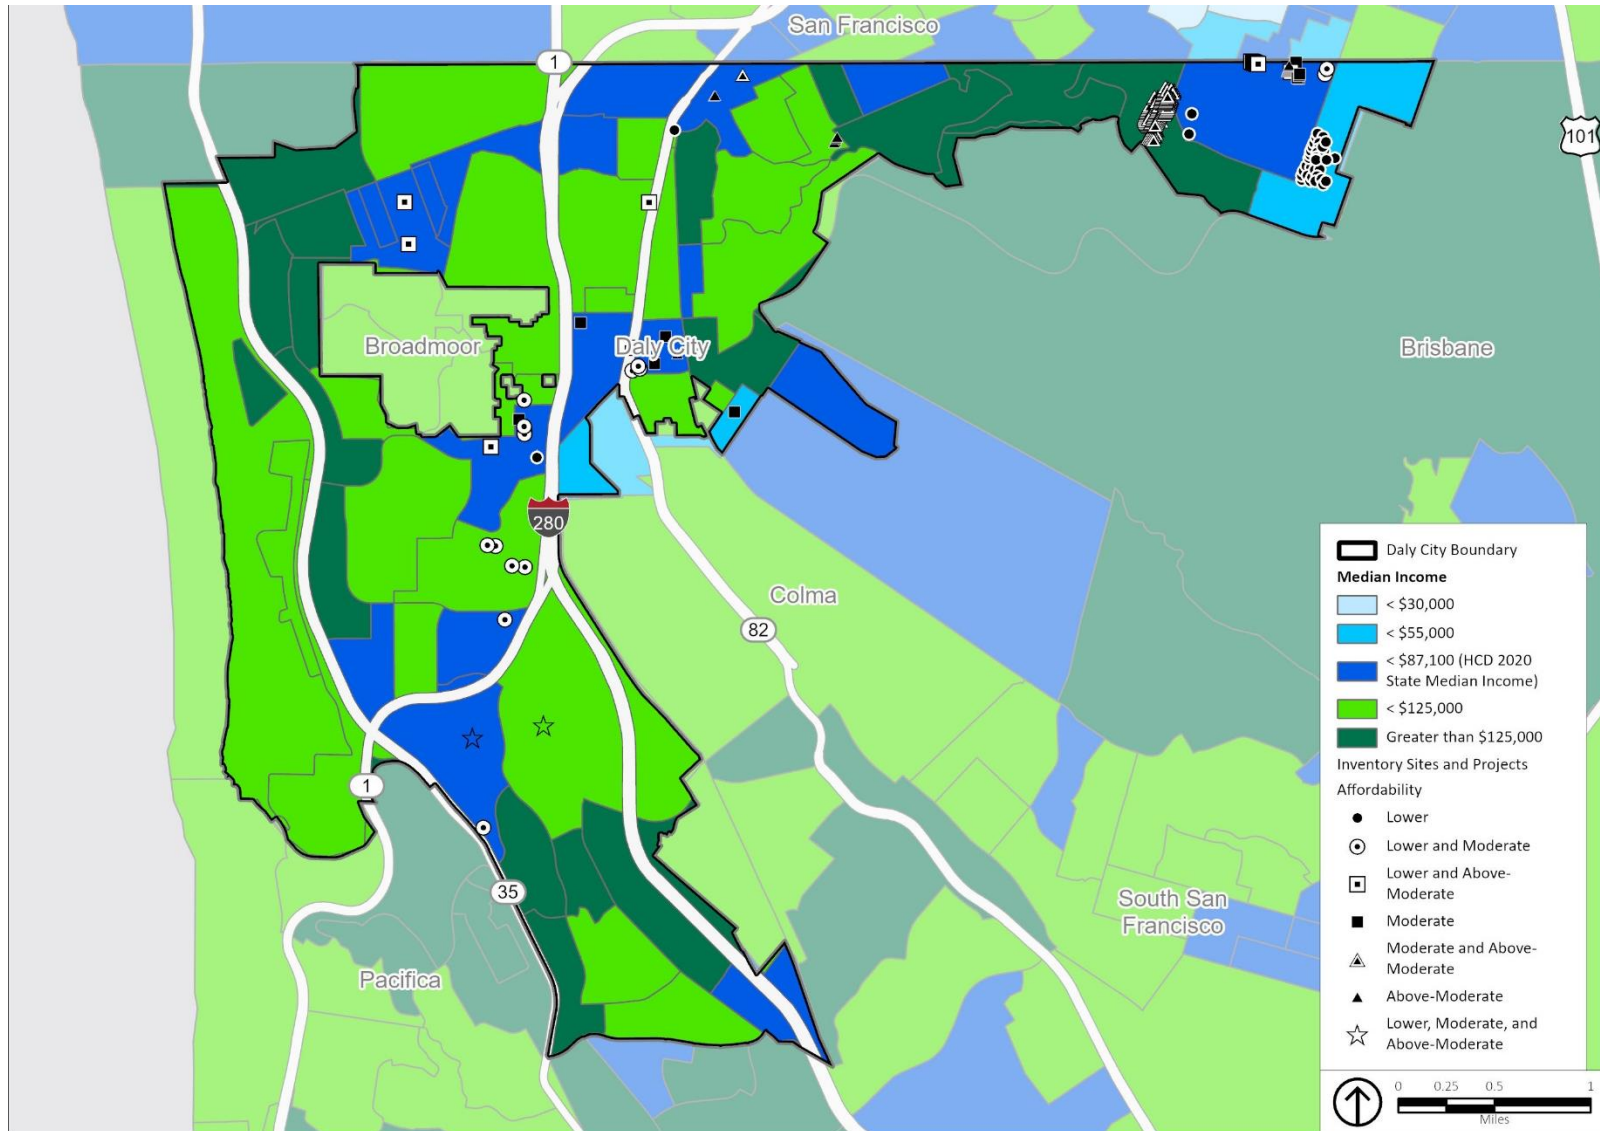 San Francisco
1
101
Broadmoor
Daly City
Brisbane
280
Colma
82
1
35
South San
Francisco
Pacifica
Daly City Boundary
Median Income
< $30,000
< $55,000
< $87,100 (HCD 2020
State Median Income)
< $125,000
Greater than $125,000
Inventory Sites and Projects
Affordability
Lower
Lower and Moderate
Lower and Above-
Moderate
Moderate
Moderate and Above-
Moderate
Above-Moderate
Lower, Moderate, and
Above-Moderate
0 0.25 0.5 1
Miles